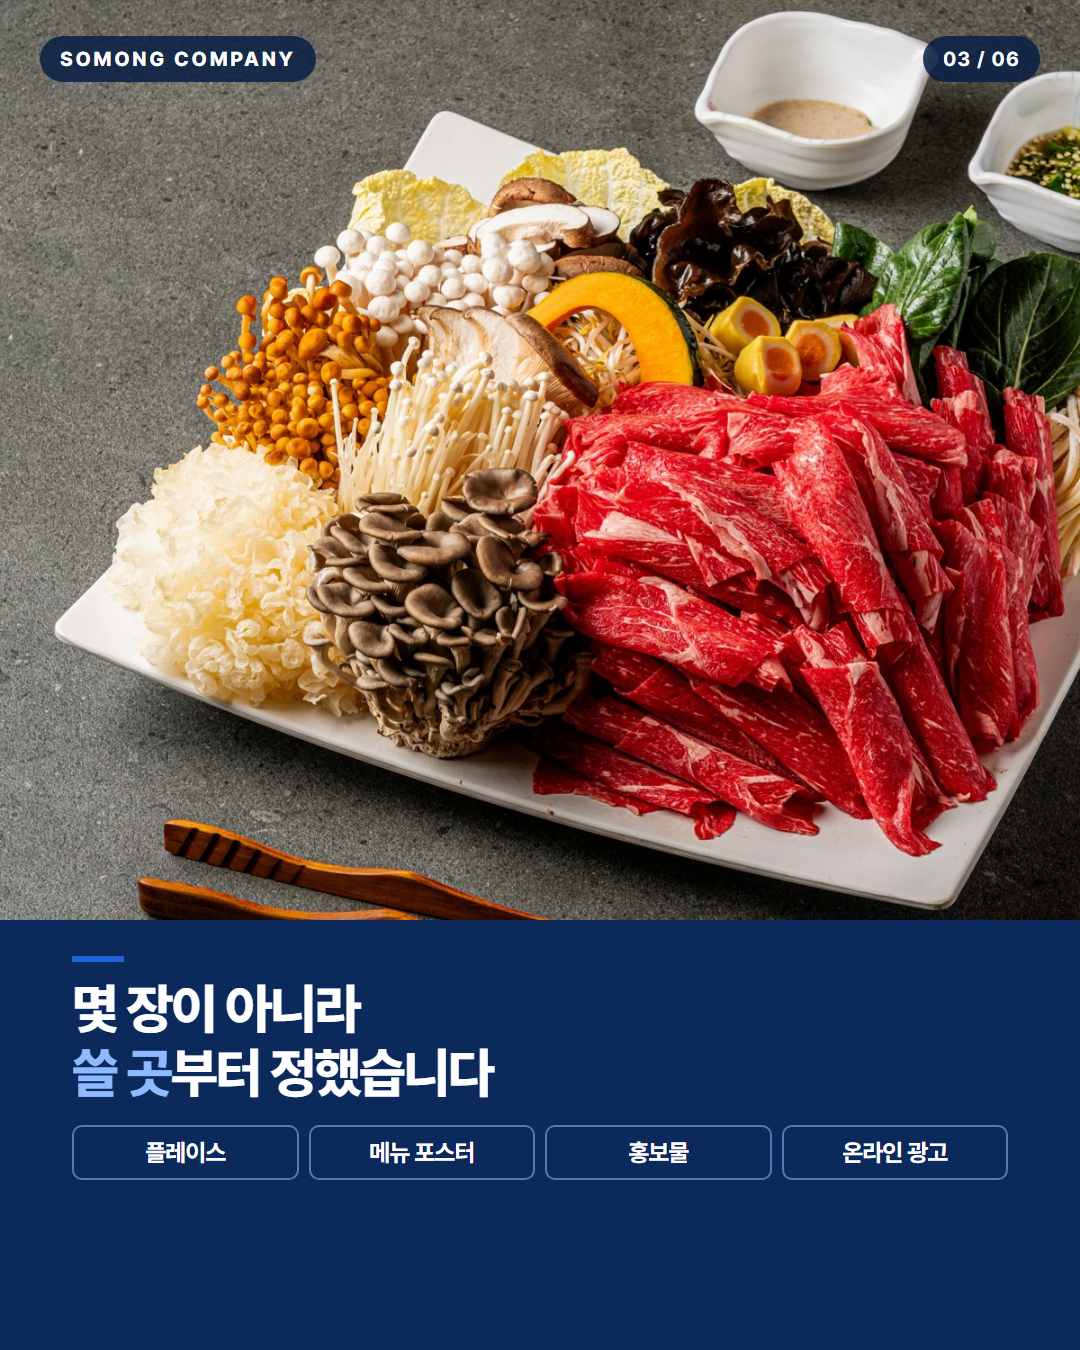 SOMONG COMPANY
03 / 06
몇 장이 아니라
쓸 곳부터 정했습니다
플레이스
메뉴 포스터
홍보물
온라인 광고